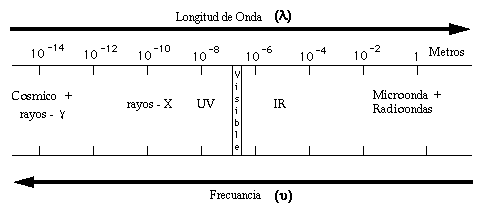 Longitud de Onda (λ)
10⁻¹⁴ 10⁻¹² 10⁻¹⁰ 10⁻⁸ 10⁻⁶ 10⁻⁴ 10⁻² 1 Metros
Cosmico +
rayos - γ
rayos - X
UV
Visible
IR
Microonda +
Radioondas
Frecuancia (υ)